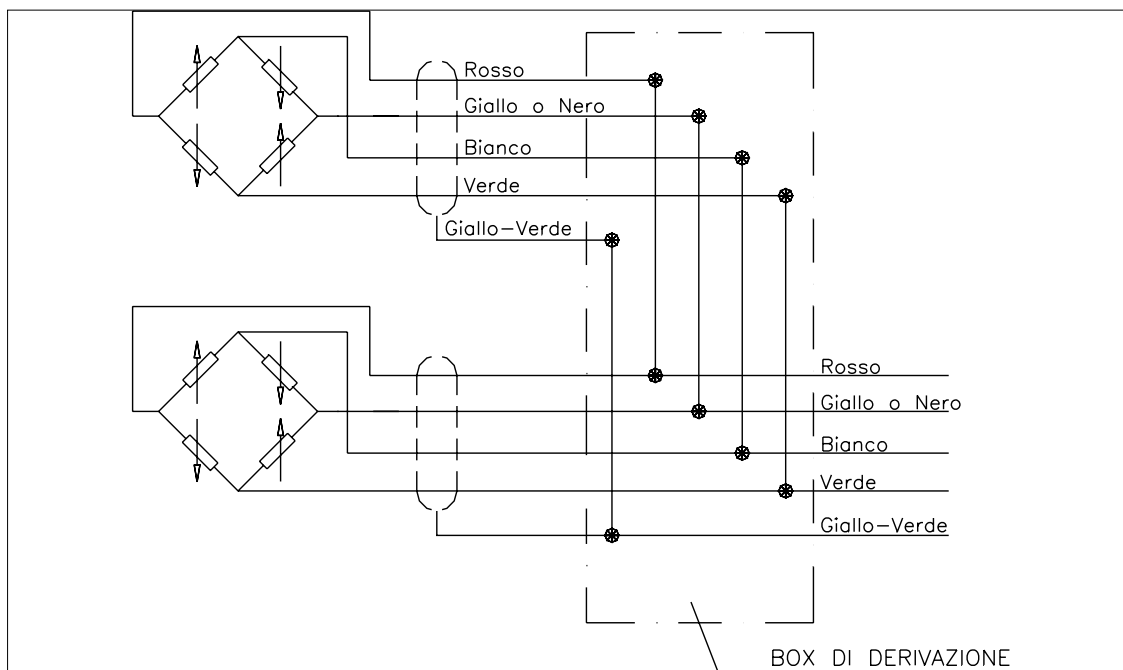 Rosso
Giallo o Nero
Bianco
Verde
Giallo-Verde
Rosso
Giallo o Nero
Bianco
Verde
Giallo-Verde
BOX DI DERIVAZIONE